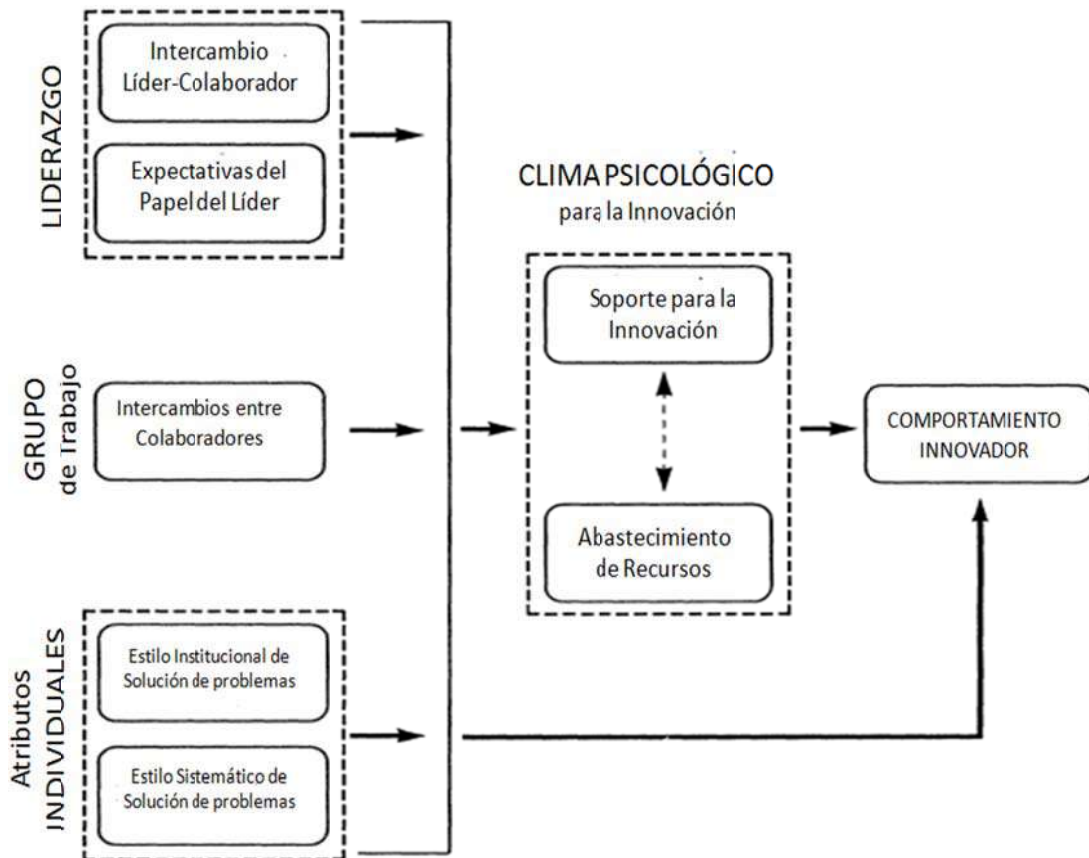 LIDERAZGO
Intercambio
Líder-Colaborador
Expectativas del
Papel del Líder
GRUPO
de Trabajo
Intercambios entre
Colaboradores
Atributos
INDIVIDUALES
Estilo Institucional de
Solución de problemas
Estilo Sistemático de
Solución de problemas
CLIMA PSICOLÓGICO
para la Innovación
Soporte para la
Innovación
Abastecimiento
de Recursos
COMPORTAMIENTO
INNOVADOR